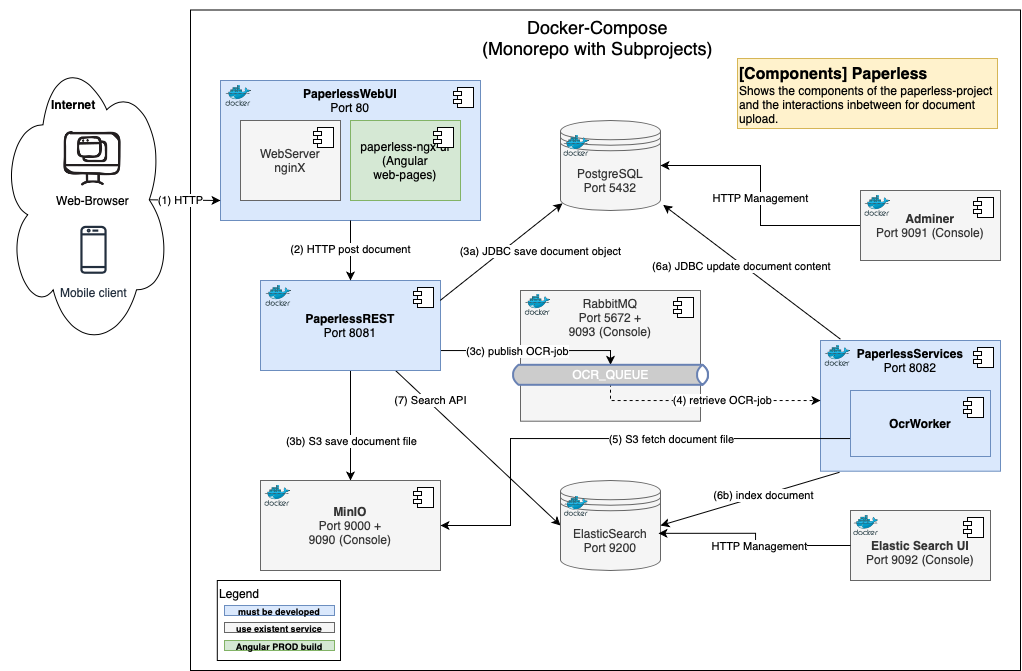 Docker-Compose
(Monorepo with Subprojects)
[Components] Paperless
Shows the components of the paperless-project
and the interactions inbetween for document
upload.
Internet
Web-Browser
Mobile client
(1) HTTP
docker
PaperlessWebUI
Port 80
WebServer
nginX
paperless-ngx-ui
(Angular
web-pages)
(2) HTTP post document
docker
PostgreSQL
Port 5432
HTTP Management
docker
Adminer
Port 9091 (Console)
(3a) JDBC save document object
(6a) JDBC update document content
docker
PaperlessREST
Port 8081
docker
RabbitMQ
Port 5672 +
9093 (Console)
(3c) publish OCR-job
OCR_QUEUE
(4) retrieve OCR-job
docker
PaperlessServices
Port 8082
OcrWorker
(7) Search API
(3b) S3 save document file
(5) S3 fetch document file
(6b) index document
docker
MinIO
Port 9000 +
9090 (Console)
docker
ElasticSearch
Port 9200
HTTP Management
docker
Elastic Search UI
Port 9092 (Console)
Legend
must be developed
use existent service
Angular PROD build